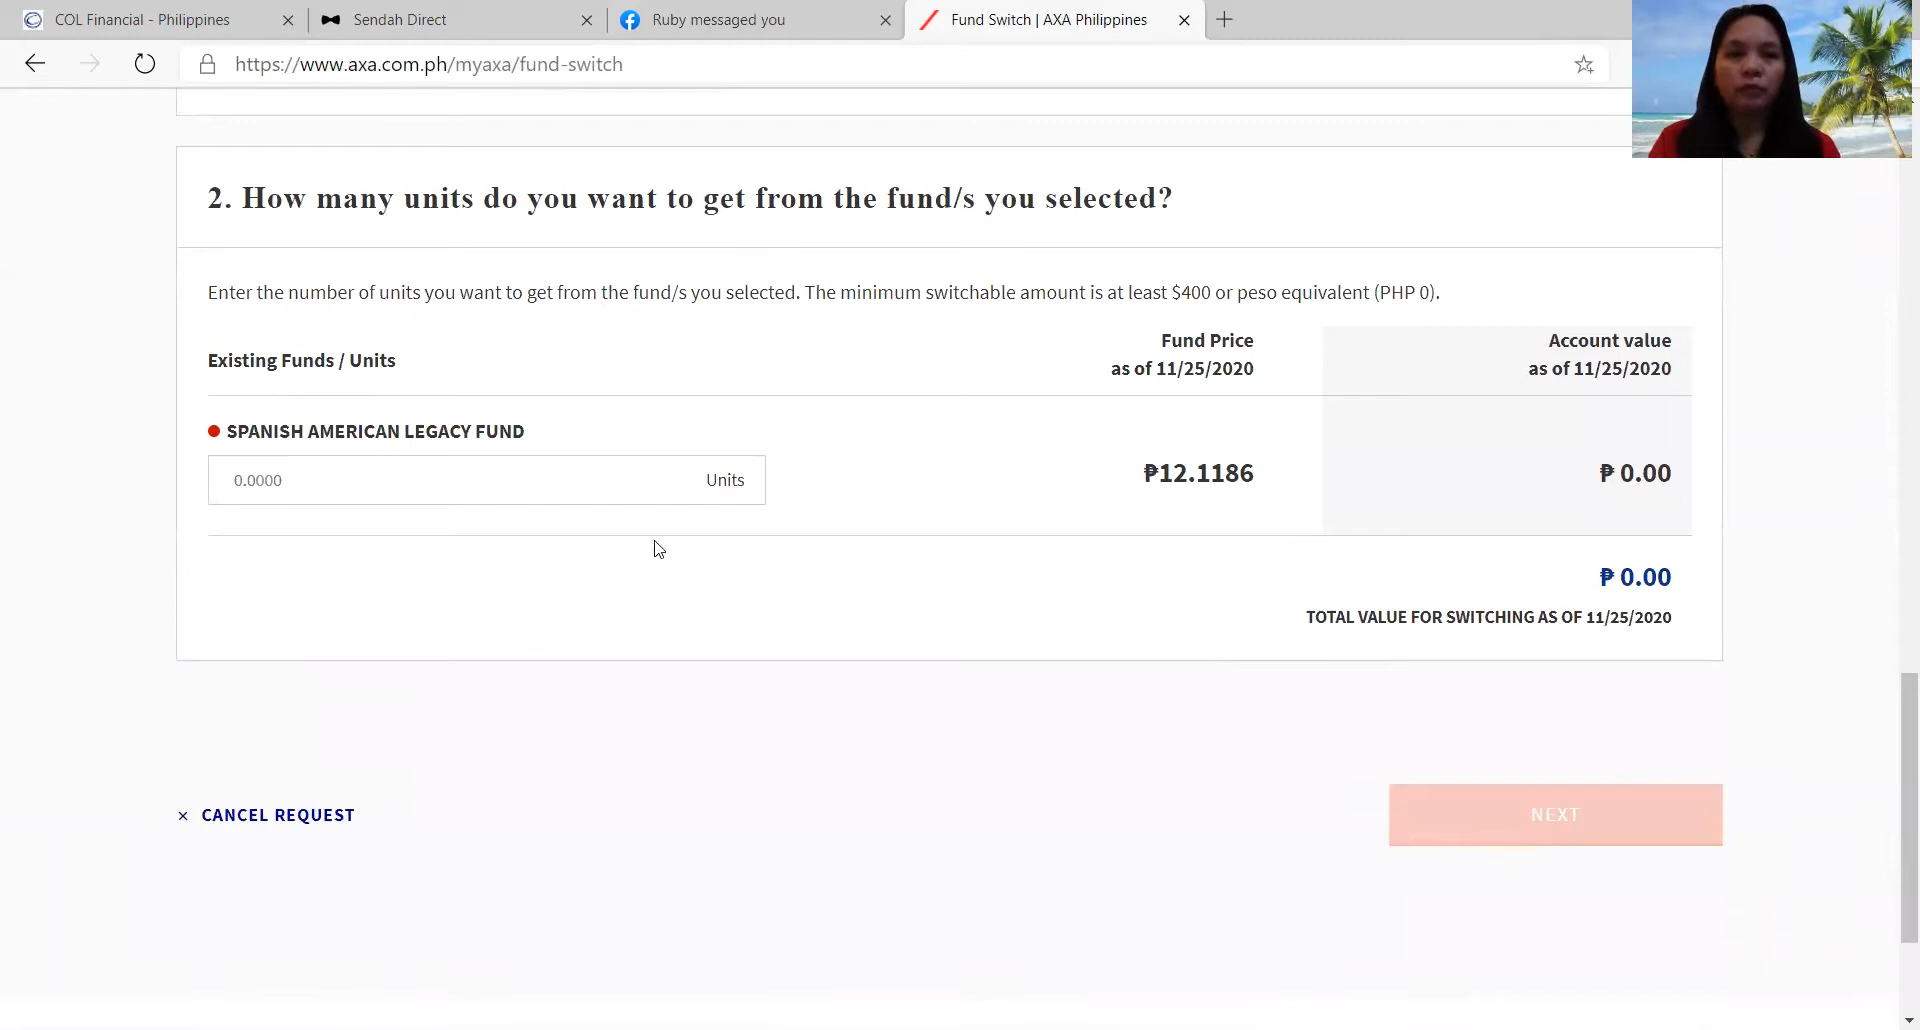 COL Financial - Philippines
Sendah Direct
Ruby messaged you
Fund Switch | AXA Philippines
https://www.axa.com.ph/myaxa/fund-switch
2. How many units do you want to get from the fund/s you selected?
Enter the number of units you want to get from the fund/s you selected. The minimum switchable amount is at least $400 or peso equivalent (PHP 0).
Existing Funds / Units
Fund Price
as of 11/25/2020
Account value
as of 11/25/2020
SPANISH AMERICAN LEGACY FUND
0.0000 Units
₱12.1186
₱ 0.00
₱ 0.00
TOTAL VALUE FOR SWITCHING AS OF 11/25/2020
× CANCEL REQUEST
NEXT